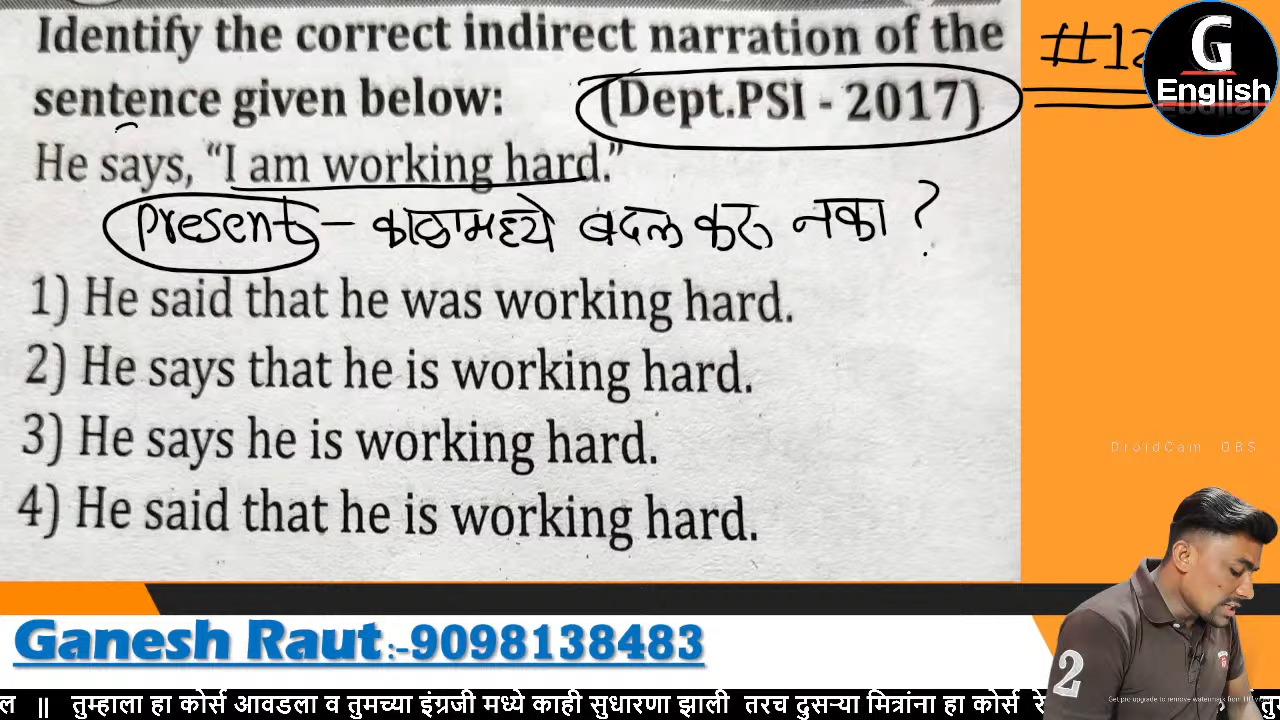 Identify the correct indirect narration of the
sentence given below: (Dept.PSI - 2017)
He says, “I am working hard.”
present - काळामध्ये बदल करू नका ?
1) He said that he was working hard.
2) He says that he is working hard.
3) He says he is working hard.
4) He said that he is working hard.
#12
G
English
DroidCam OBS
2
Ganesh Raut:-9098138483
ल || तुम्हाला हा कोर्स आवडला व तुमच्या इंग्रजी मध्ये काही सुधारणा झाली तरच दुसऱ्या मित्रांना हा कोर्स